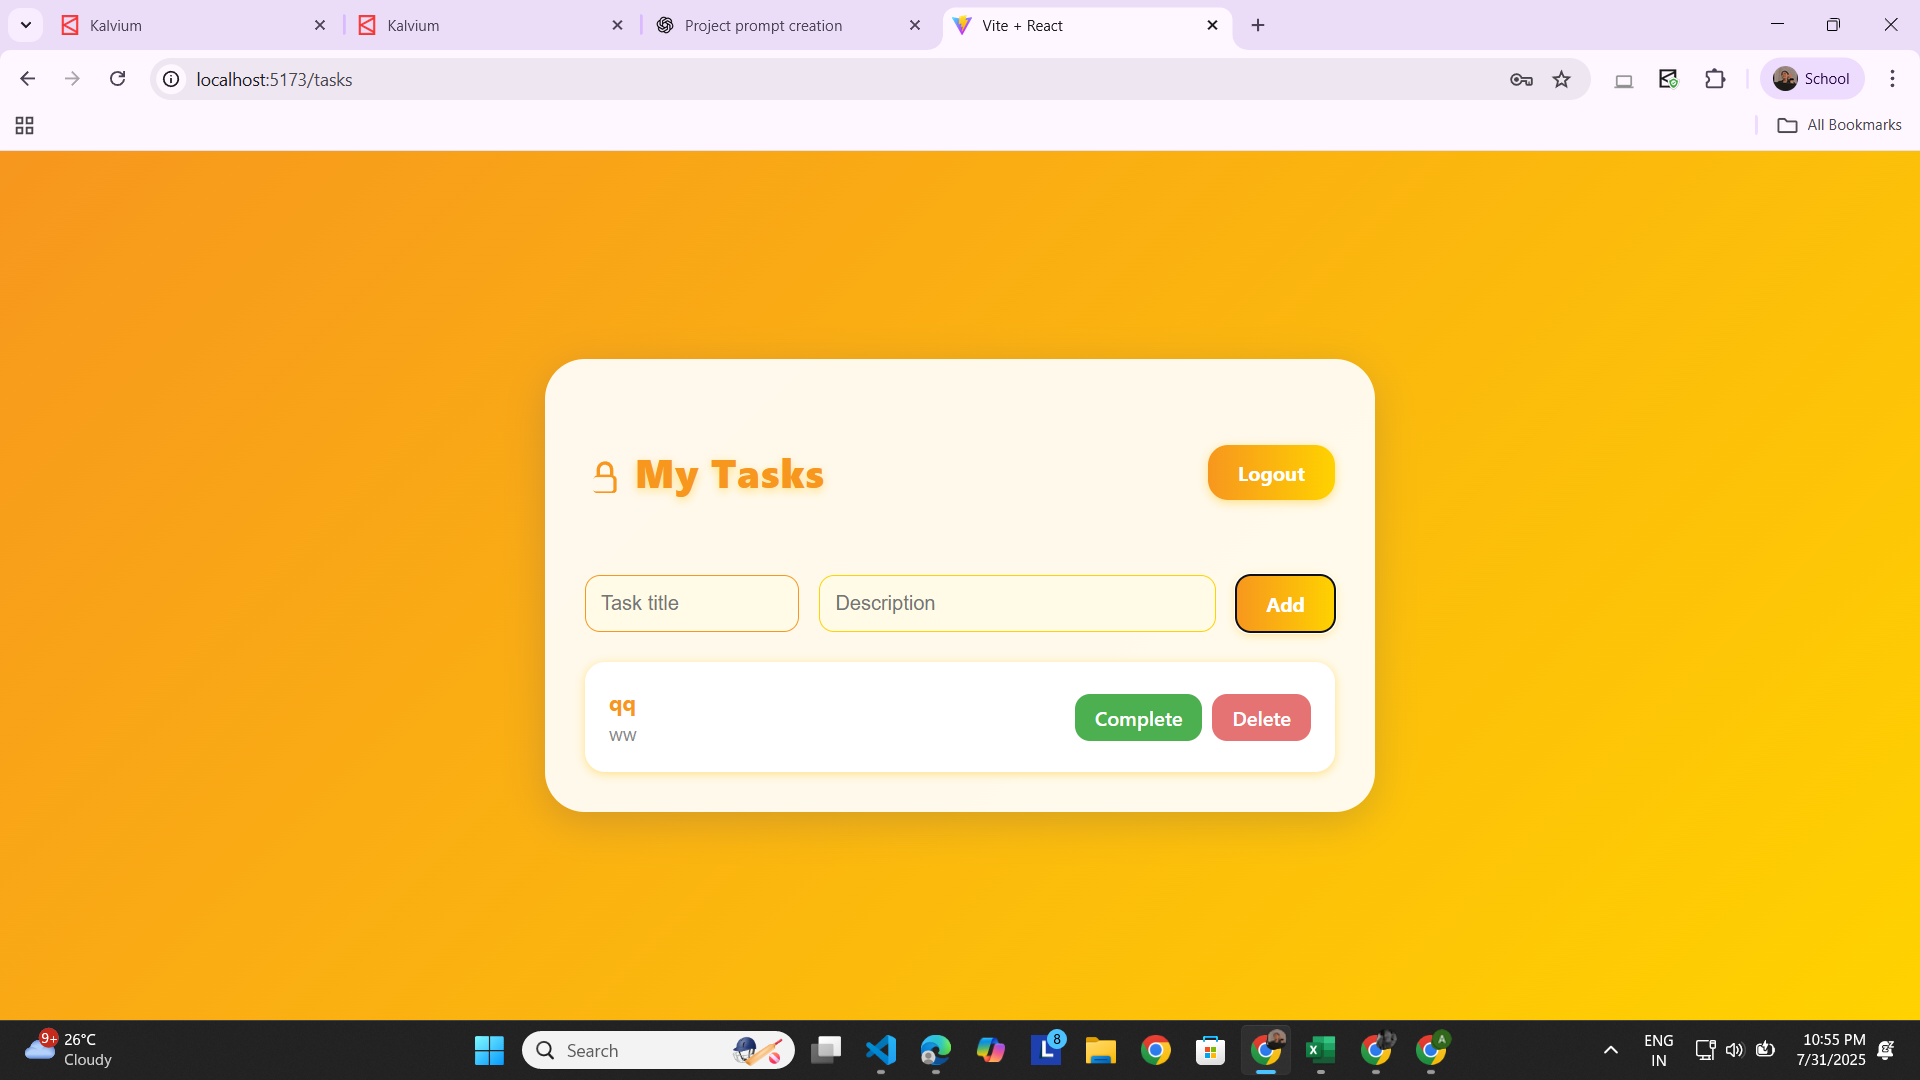 Kalvium
Kalvium
Project prompt creation
Vite + React
localhost:5173/tasks
School
All Bookmarks
My Tasks
Logout
Task title
Description
Add
qq
ww
Complete
Delete
9+
26°C
Cloudy
Search
L
8
X
A
ENG
IN
10:55 PM
7/31/2025